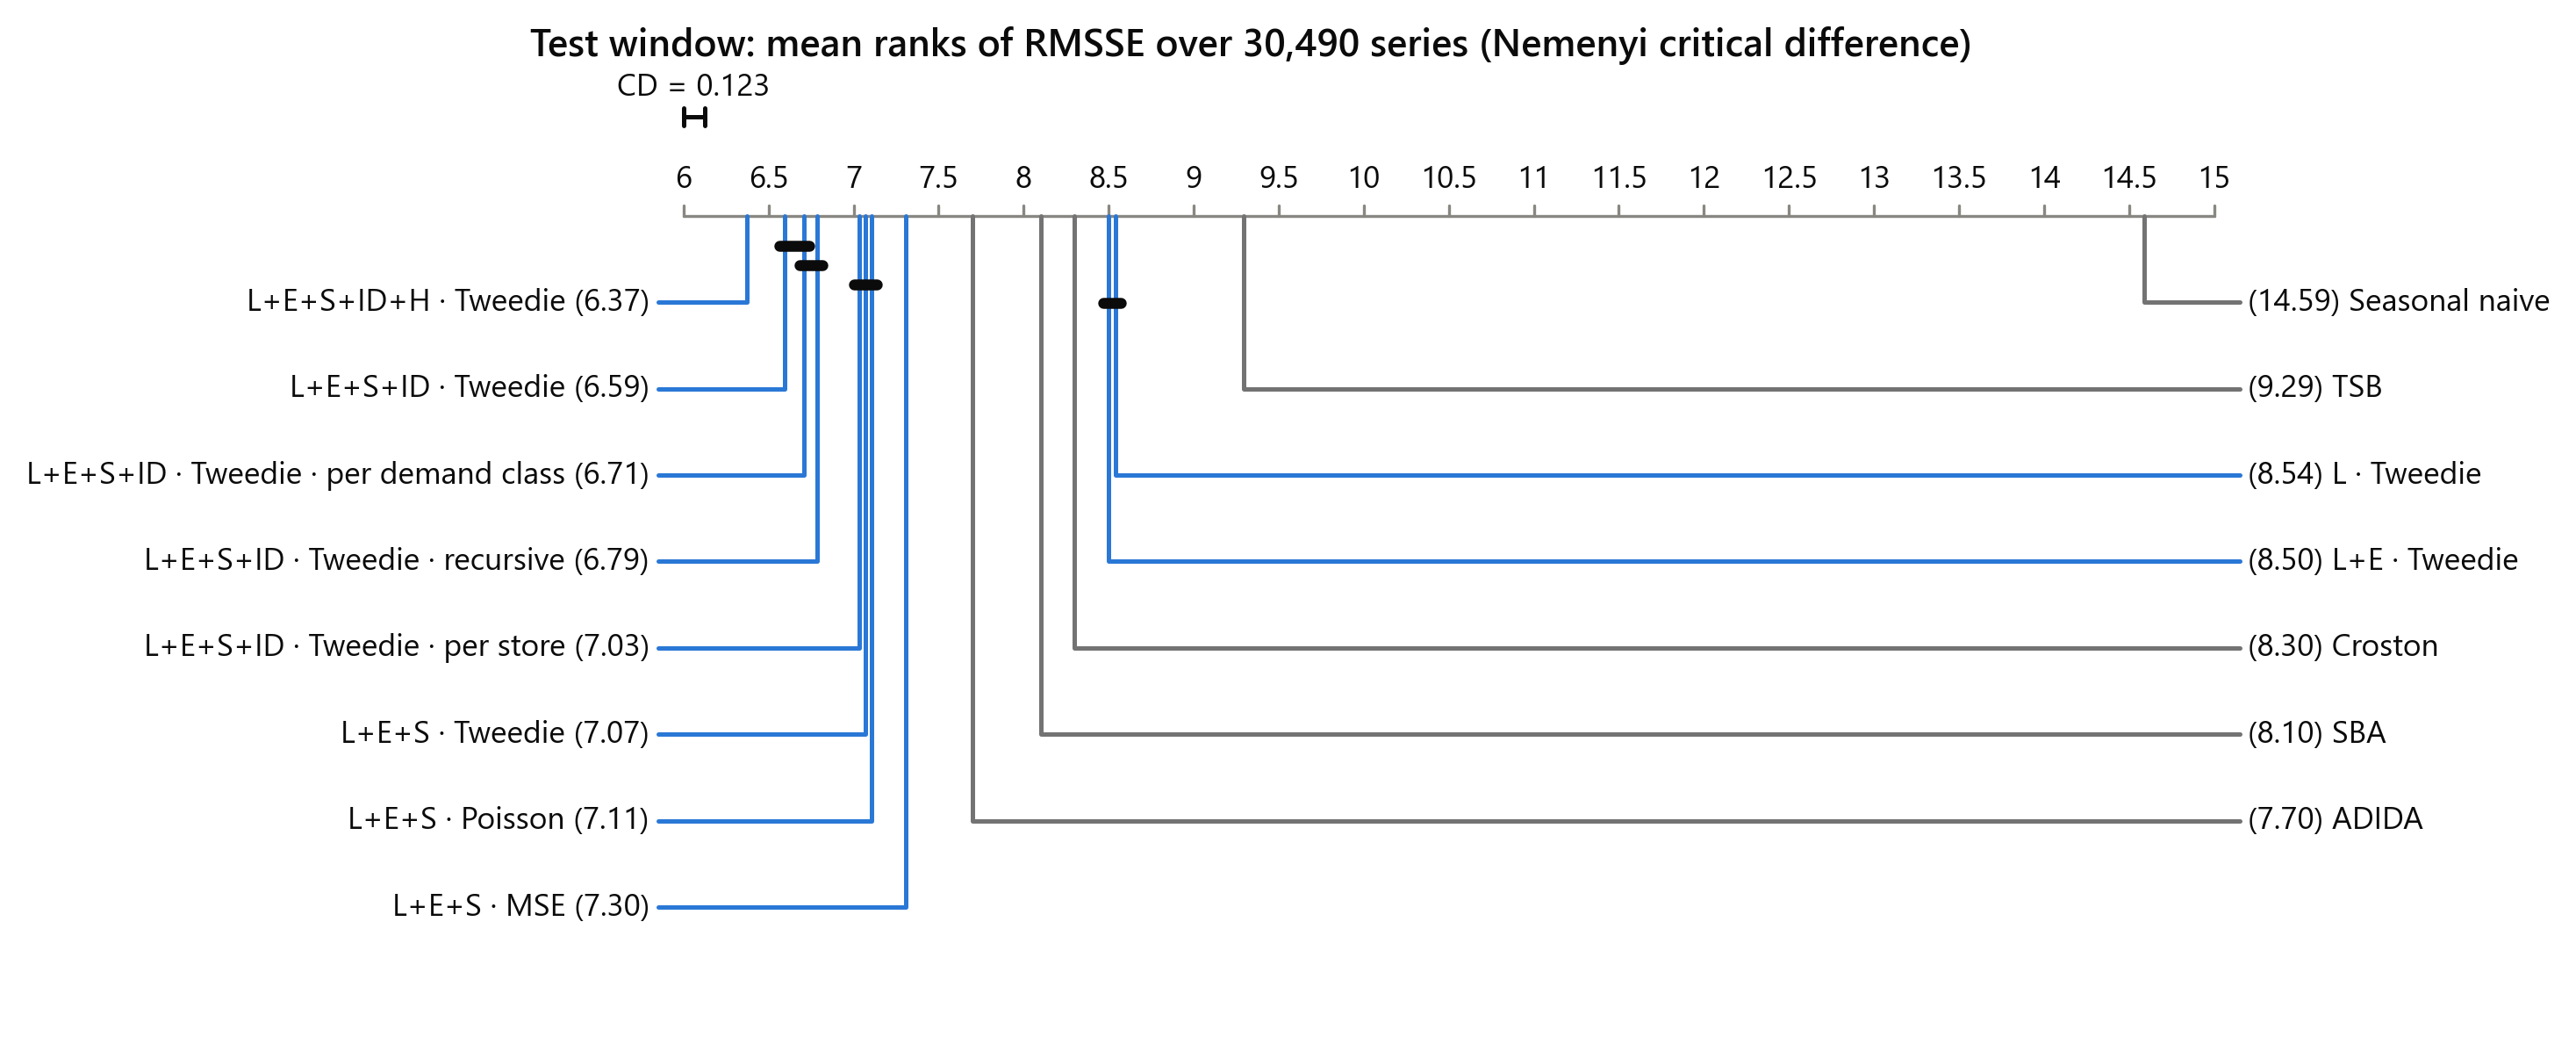 Test window: mean ranks of RMSSE over 30,490 series (Nemenyi critical difference)
CD = 0.123
6 6.5 7 7.5 8 8.5 9 9.5 10 10.5 11 11.5 12 12.5 13 13.5 14 14.5 15
L+E+S+ID+H · Tweedie (6.37)
(14.59) Seasonal naive
L+E+S+ID · Tweedie (6.59)
(9.29) TSB
L+E+S+ID · Tweedie · per demand class (6.71)
(8.54) L · Tweedie
L+E+S+ID · Tweedie · recursive (6.79)
(8.50) L+E · Tweedie
L+E+S+ID · Tweedie · per store (7.03)
(8.30) Croston
L+E+S · Tweedie (7.07)
(8.10) SBA
L+E+S · Poisson (7.11)
(7.70) ADIDA
L+E+S · MSE (7.30)